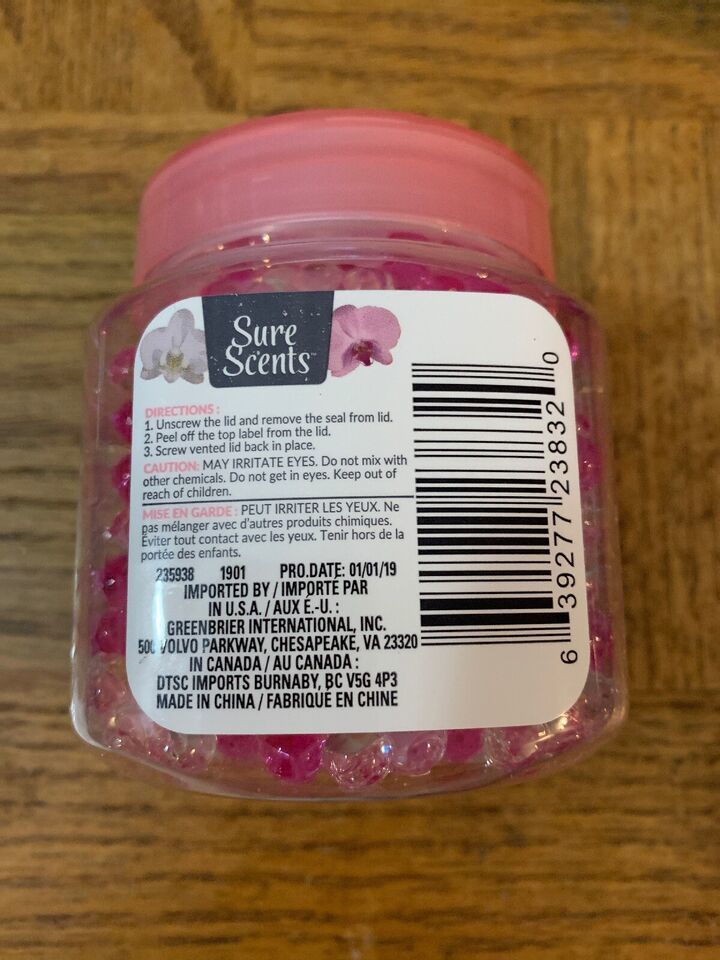 Sure
Scents™
DIRECTIONS :
1. Unscrew the lid and remove the seal from lid.
2. Peel off the top label from the lid.
3. Screw vented lid back in place.
CAUTION: MAY IRRITATE EYES. Do not mix with
other chemicals. Do not get in eyes. Keep out of
reach of children.
MISE EN GARDE : PEUT IRRITER LES YEUX. Ne
pas mélanger avec d'autres produits chimiques.
Éviter tout contact avec les yeux. Tenir hors de la
portée des enfants.
235938 1901 PRO.DATE: 01/01/19
IMPORTED BY / IMPORTÉ PAR
IN U.S.A. / AUX É.-U. :
GREENBRIER INTERNATIONAL, INC.
500 VOLVO PARKWAY, CHESAPEAKE, VA 23320
IN CANADA / AU CANADA :
DTSC IMPORTS BURNABY, BC V5G 4P3
MADE IN CHINA / FABRIQUÉ EN CHINE
6 39277 23832 0